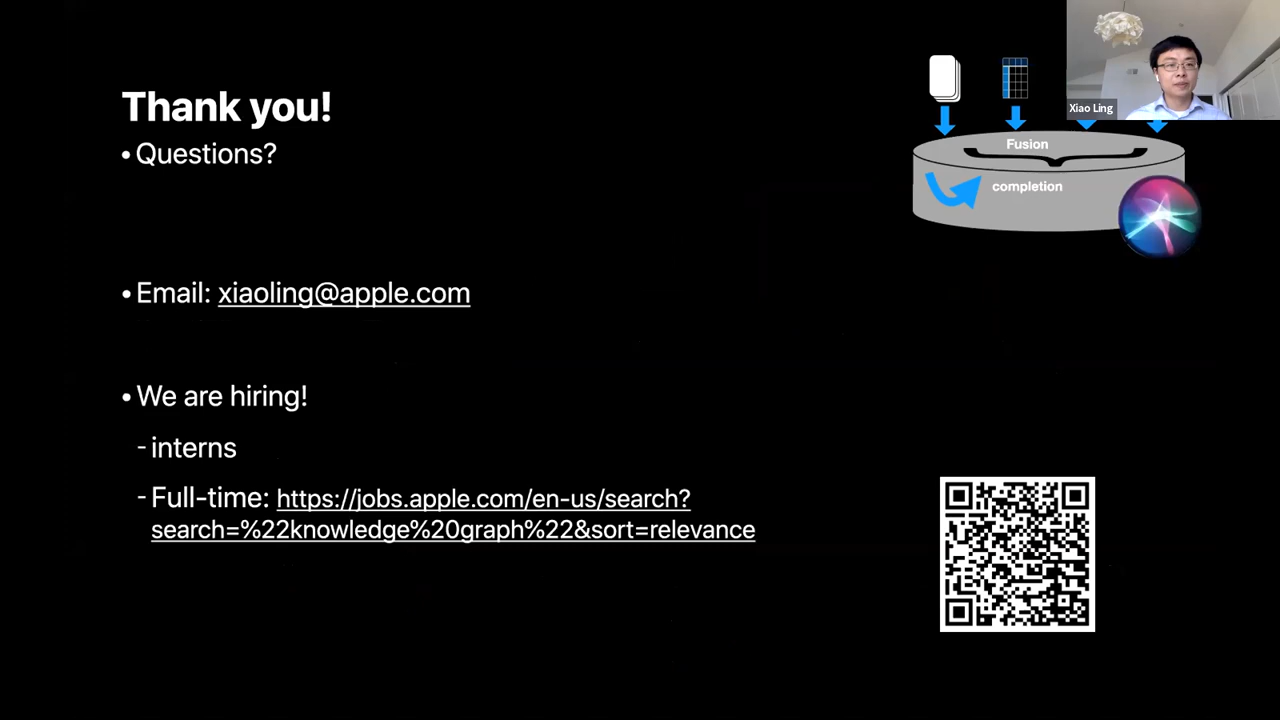 Thank you!
• Questions?
• Email: xiaoling@apple.com
• We are hiring!
- interns
- Full-time: https://jobs.apple.com/en-us/search?
search=%22knowledge%20graph%22&sort=relevance
Xiao Ling
Fusion
completion